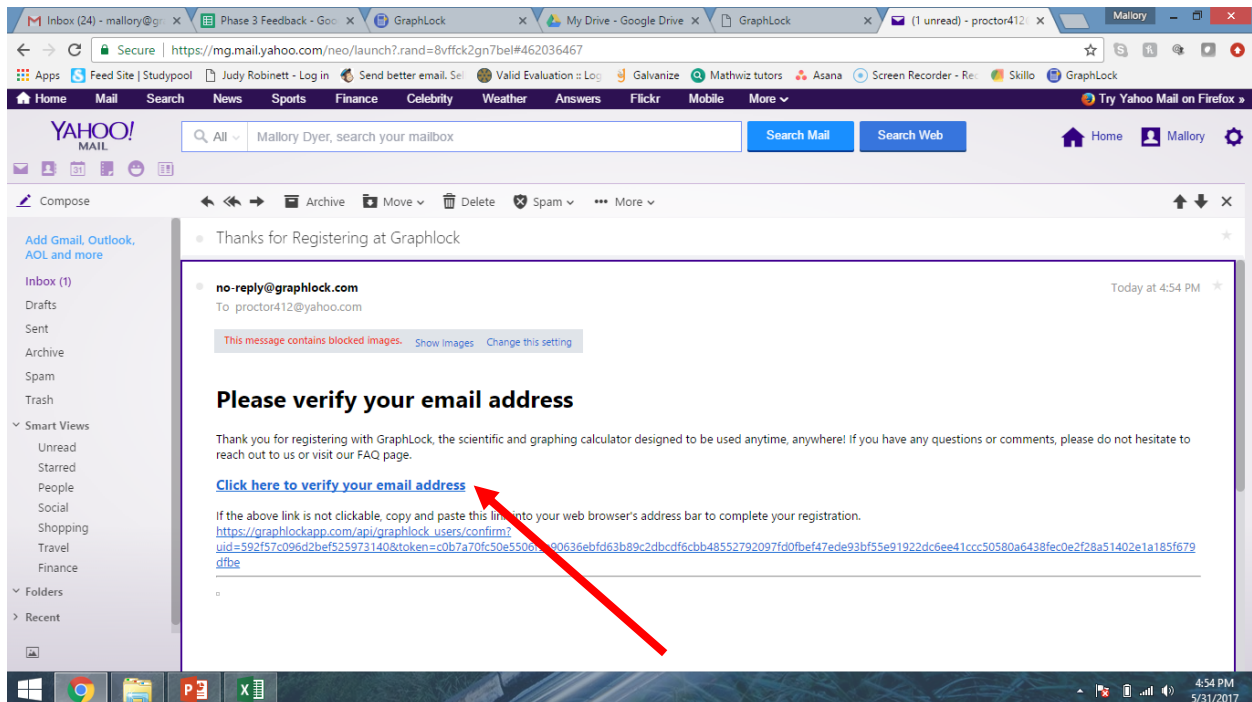 M Inbox (24) - mallory@gr
Phase 3 Feedback - Goo
GraphLock
My Drive - Google Drive
GraphLock
(1 unread) - proctor412
Mallory
Secure | https://mg.mail.yahoo.com/neo/launch?.rand=8vffck2gn7bel#462036467
Apps Feed Site | Studypool Judy Robinett - Log in Send better email. Sel Valid Evaluation :: Log Galvanize Mathwiz tutors Asana Screen Recorder - Rec Skillo GraphLock
Home Mail Search News Sports Finance Celebrity Weather Answers Flickr Mobile More Try Yahoo Mail on Firefox »
YAHOO!
MAIL
All Mallory Dyer, search your mailbox Search Mail Search Web Home Mallory
31
Compose
Archive Move Delete Spam More
Add Gmail, Outlook,
AOL and more
Inbox (1)
Drafts
Sent
Archive
Spam
Trash
Smart Views
Unread
Starred
People
Social
Shopping
Travel
Finance
Folders
Recent
Thanks for Registering at Graphlock
no-reply@graphlock.com Today at 4:54 PM
To proctor412@yahoo.com
This message contains blocked images. Show Images Change this setting
Please verify your email address
Thank you for registering with GraphLock, the scientific and graphing calculator designed to be used anytime, anywhere! If you have any questions or comments, please do not hesitate to
reach out to us or visit our FAQ page.
Click here to verify your email address
If the above link is not clickable, copy and paste this link into your web browser's address bar to complete your registration.
https://graphlockapp.com/api/graphlock_users/confirm?
dfbe
4:54 PM
5/31/2017